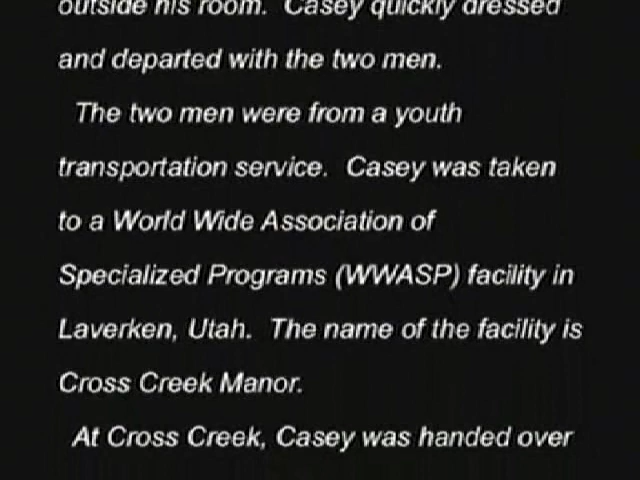 outside his room. Casey quickly dressed
and departed with the two men.
The two men were from a youth
transportation service. Casey was taken
to a World Wide Association of
Specialized Programs (WWASP) facility in
Laverken, Utah. The name of the facility is
Cross Creek Manor.
At Cross Creek, Casey was handed over